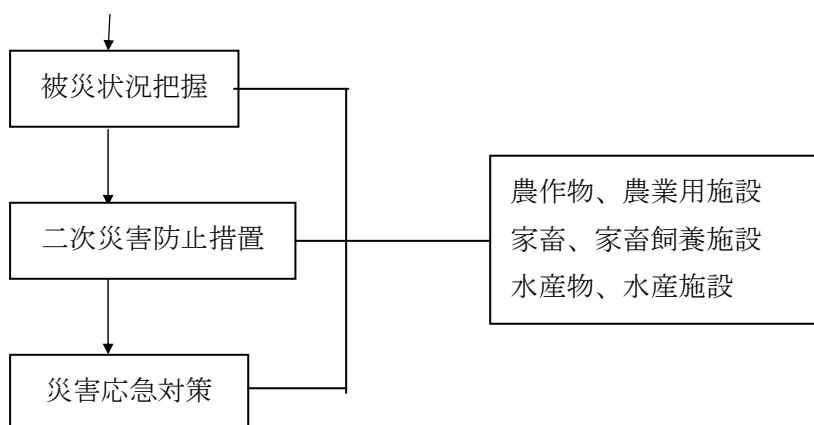 被災状況把握
二次災害防止措置
農作物、農業用施設
家畜、家畜飼養施設
水産物、水産施設
災害応急対策